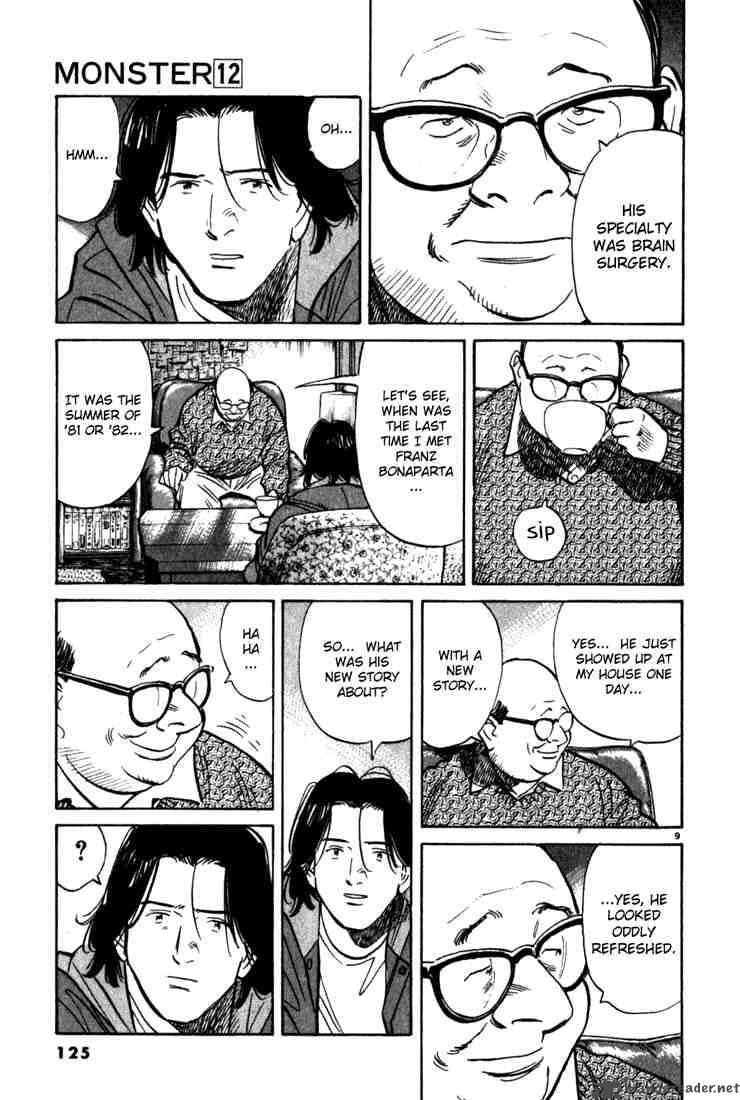 MONSTER 12
HIS
SPECIALTY
WAS BRAIN
SURGERY.
OH...
HMM...
SIP
LET'S SEE,
WHEN WAS
THE LAST
TIME I MET
FRANZ
BONAPARTA
...
IT WAS THE
SUMMER OF
'81 OR '82...
YES... HE JUST
SHOWED UP AT
MY HOUSE ONE
DAY...
WITH A
NEW
STORY...
SO... WHAT
WAS HIS
NEW STORY
ABOUT?
HA
HA
...
9
...YES, HE
LOOKED
ODDLY
REFRESHED.
?
125